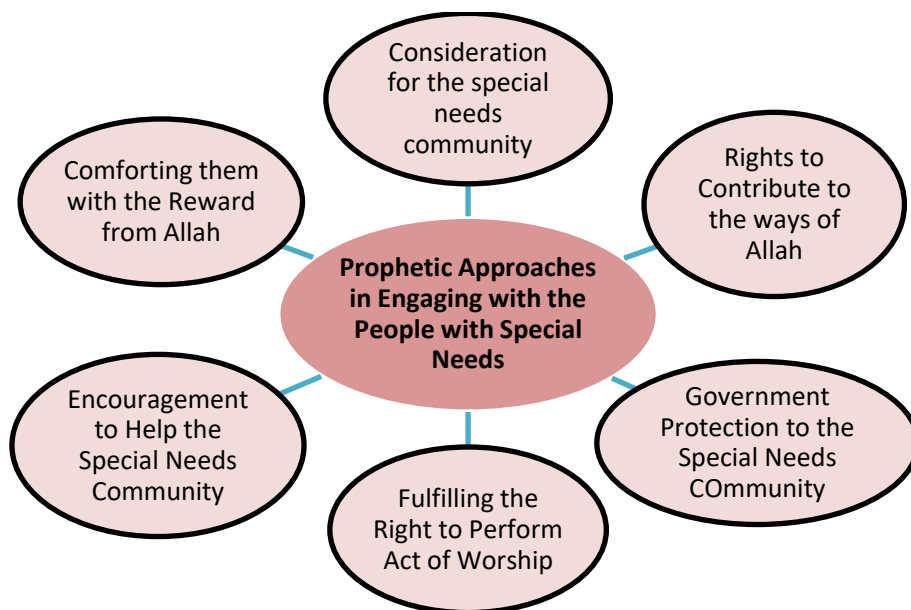 Consideration
for the special
needs
community
Rights to
Contribute to
the ways of
Allah
Government
Protection to the
Special Needs
COmmunity
Fulfilling the
Right to Perform
Act of Worship
Encouragement
to Help the
Special Needs
Community
Comforting them
with the Reward
from Allah
Prophetic Approaches
in Engaging with the
People with Special
Needs